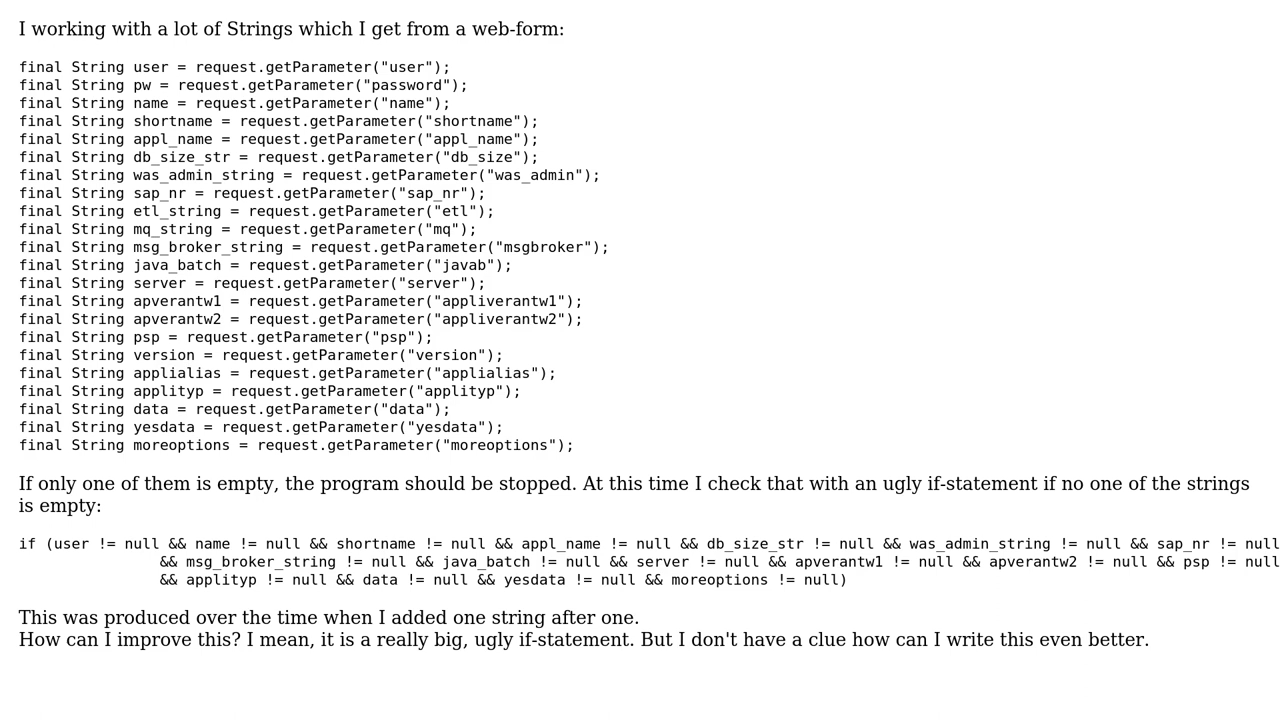 I working with a lot of Strings which I get from a web-form:
final String user = request.getParameter("user");
final String pw = request.getParameter("password");
final String name = request.getParameter("name");
final String shortname = request.getParameter("shortname");
final String appl_name = request.getParameter("appl_name");
final String db_size_str = request.getParameter("db_size");
final String was_admin_string = request.getParameter("was_admin");
final String sap_nr = request.getParameter("sap_nr");
final String etl_string = request.getParameter("etl");
final String mq_string = request.getParameter("mq");
final String msg_broker_string = request.getParameter("msgbroker");
final String java_batch = request.getParameter("javab");
final String server = request.getParameter("server");
final String apverantw1 = request.getParameter("appliverantw1");
final String apverantw2 = request.getParameter("appliverantw2");
final String psp = request.getParameter("psp");
final String version = request.getParameter("version");
final String applialias = request.getParameter("applialias");
final String applityp = request.getParameter("applityp");
final String data = request.getParameter("data");
final String yesdata = request.getParameter("yesdata");
final String moreoptions = request.getParameter("moreoptions");
If only one of them is empty, the program should be stopped. At this time I check that with an ugly if-statement if no one of the strings
is empty:
if (user != null && name != null && shortname != null && appl_name != null && db_size_str != null && was_admin_string != null && sap_nr != null
&& msg_broker_string != null && java_batch != null && server != null && apverantw1 != null && apverantw2 != null && psp != null
&& applityp != null && data != null && yesdata != null && moreoptions != null)
This was produced over the time when I added one string after one.
How can I improve this? I mean, it is a really big, ugly if-statement. But I don't have a clue how can I write this even better.